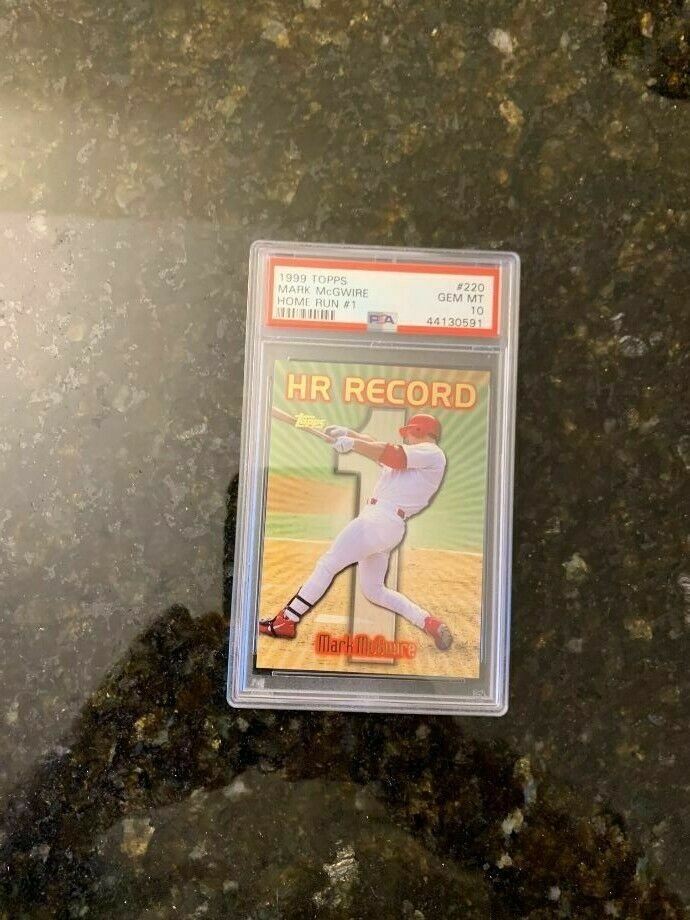 1999 TOPPS #220
MARK McGWIRE GEM MT
HOME RUN #1 10
PSA 44130591
HR RECORD
Topps
1
Mark McGwire